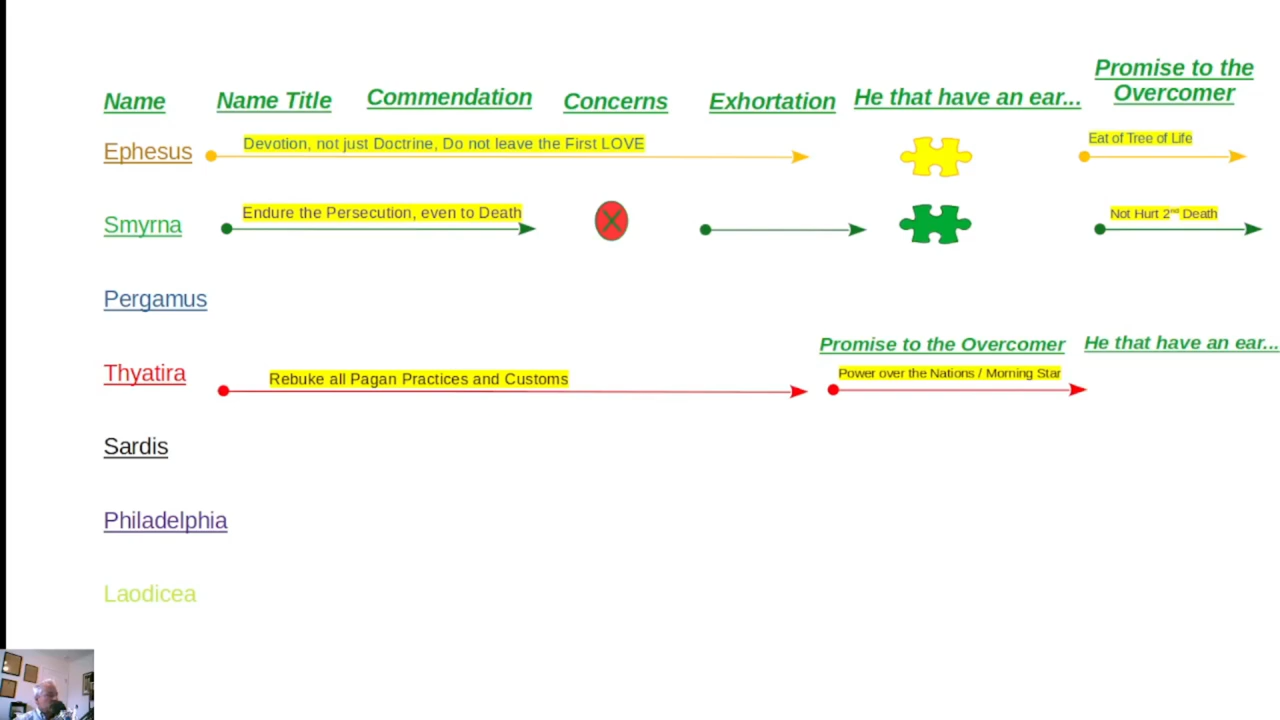 Name
Name Title
Commendation
Concerns
Exhortation
He that have an ear...
Promise to the
Overcomer
Ephesus
Devotion, not just Doctrine, Do not leave the First LOVE
Eat of Tree of Life
Smyrna
Endure the Persecution, even to Death
Not Hurt 2nd Death
Pergamus
Promise to the Overcomer
He that have an ear...
Thyatira
Rebuke all Pagan Practices and Customs
Power over the Nations / Morning Star
Sardis
Philadelphia
Laodicea